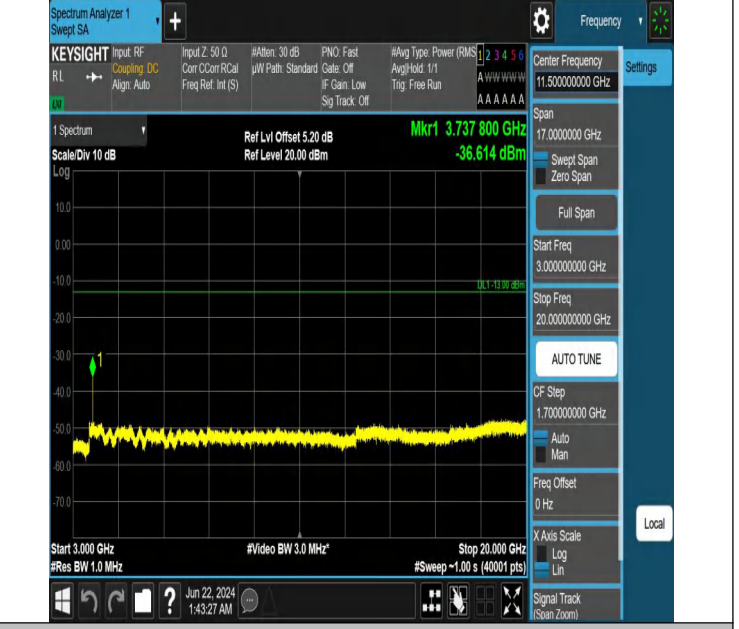 Spectrum Analyzer 1
Swept SA
+
Frequency
KEYSIGHT
RL
LNI
Input: RF
Coupling: DC
Align: Auto
Input Z: 50 Ω
Corr CCorr RCal
Freq Ref: Int (S)
#Atten: 30 dB
µW Path: Standard
PNO: Fast
Gate: Off
IF Gain: Low
Sig Track: Off
#Avg Type: Power (RMS
Avg|Hold: 1/1
Trig: Free Run
1 2 3 4 5 6
A W W W W W
A A A A A A
1 Spectrum
Scale/Div 10 dB
Log
Ref Lvl Offset 5.20 dB
Ref Level 20.00 dBm
Mkr1 3.737 800 GHz
-36.614 dBm
10.0
0.00
-10.0
-20.0
-30.0
-40.0
-50.0
-60.0
-70.0
DL1 -13.00 dBm
1
Start 3.000 GHz
#Res BW 1.0 MHz
#Video BW 3.0 MHz*
Stop 20.000 GHz
#Sweep ~1.00 s (40001 pts)
Jun 22, 2024
1:43:27 AM
?
Center Frequency
11.500000000 GHz
Settings
Span
17.0000000 GHz
Swept Span
Zero Span
Full Span
Start Freq
3.000000000 GHz
Stop Freq
20.000000000 GHz
AUTO TUNE
CF Step
1.700000000 GHz
Auto
Man
Freq Offset
0 Hz
X Axis Scale
Log
Lin
Local
Signal Track
(Span Zoom)